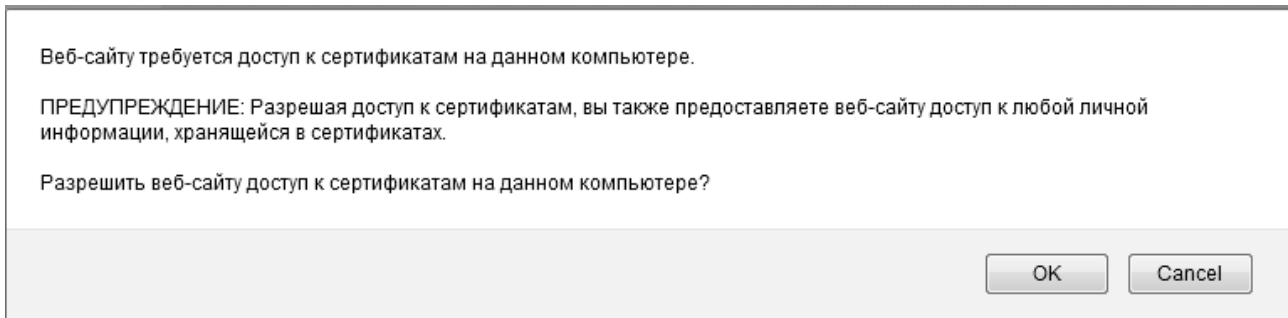 Веб-сайту требуется доступ к сертификатам на данном компьютере.
ПРЕДУПРЕЖДЕНИЕ: Разрешая доступ к сертификатам, вы также предоставляете веб-сайту доступ к любой личной
информации, хранящейся в сертификатах.
Разрешить веб-сайту доступ к сертификатам на данном компьютере?
OK Cancel